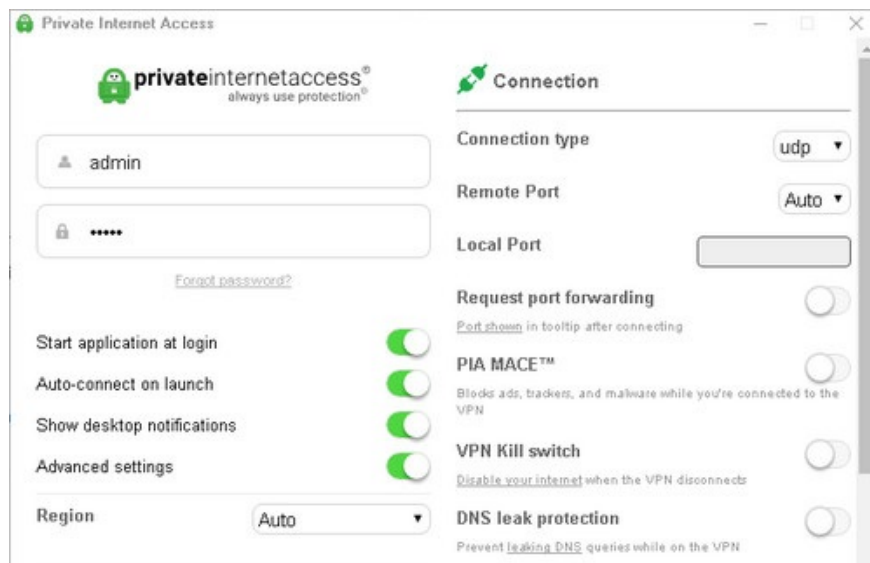 Private Internet Access
privateinternetaccess®
always use protection®
admin
•••••
Forgot password?
Start application at login
Auto-connect on launch
Show desktop notifications
Advanced settings
Region
Auto
Connection
Connection type
udp
Remote Port
Auto
Local Port
Request port forwarding
Port shown in tooltip after connecting
PIA MACE™
Blocks ads, trackers, and malware while you're connected to the
VPN
VPN Kill switch
Disable your internet when the VPN disconnects
DNS leak protection
Prevent leaking DNS queries while on the VPN